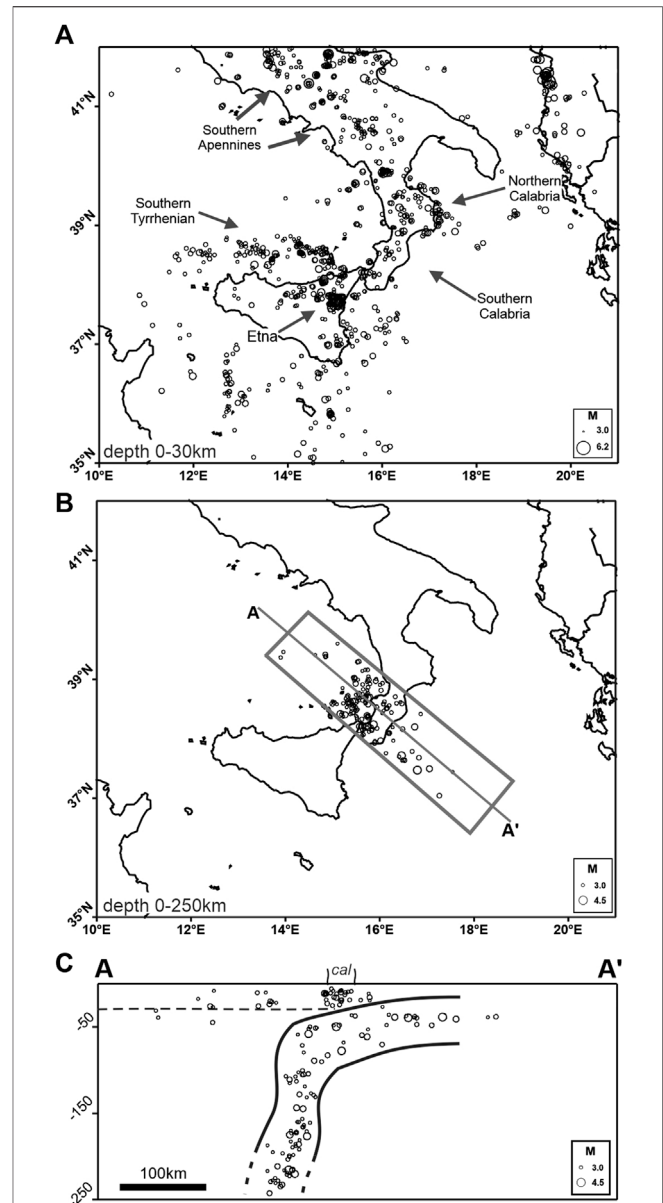 A
41°N
39°N
37°N
35°N
Southern
Apennines
Southern
Tyrrhenian
Northern
Calabria
Southern
Calabria
Etna
depth 0-30km
M
3.0
6.2
10°E
12°E
14°E
16°E
18°E
20°E
B
41°N
39°N
37°N
35°N
A
A'
depth 0-250km
M
3.0
4.5
10°E
12°E
14°E
16°E
18°E
20°E
C
A
cal
A'
-50
-150
-250
100km
M
3.0
4.5